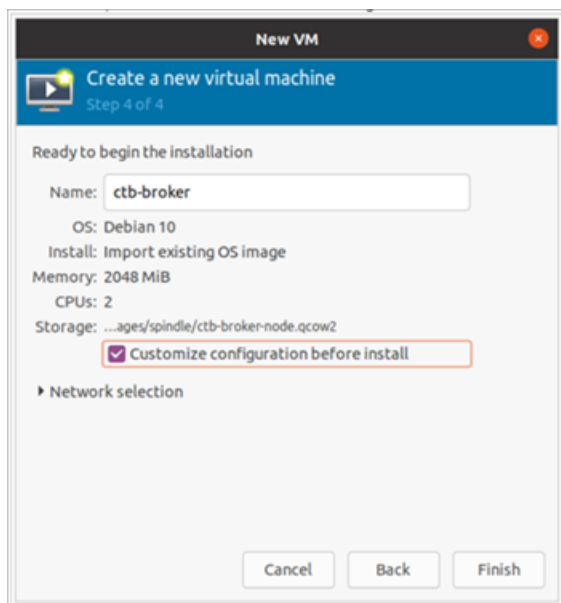 New VM
Create a new virtual machine
Step 4 of 4
Ready to begin the installation
Name: ctb-broker
OS: Debian 10
Install: Import existing OS image
Memory: 2048 MiB
CPUs: 2
Storage: ...ages/spindle/ctb-broker-node.qcow2
Customize configuration before install
Network selection
Cancel Back Finish